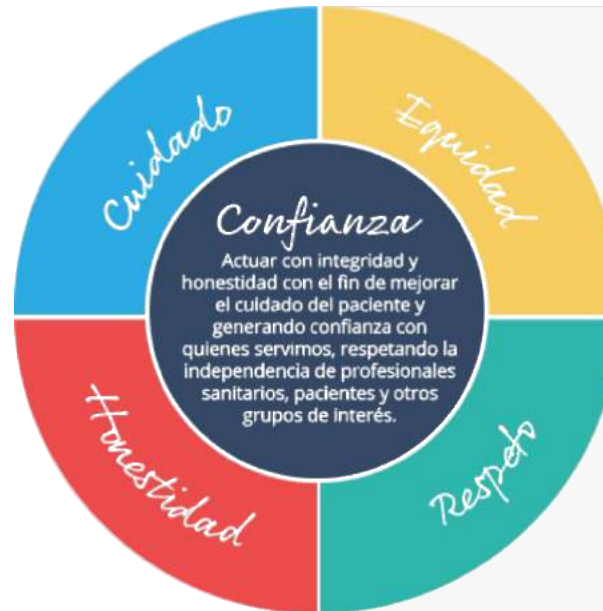 Cuidado
Equidad
Confianza
Actuar con integridad y
honestidad con el fin de mejorar
el cuidado del paciente y
generando confianza con
quienes servimos, respetando la
independencia de profesionales
sanitarios, pacientes y otros
grupos de interés.
Honestidad
Respeto